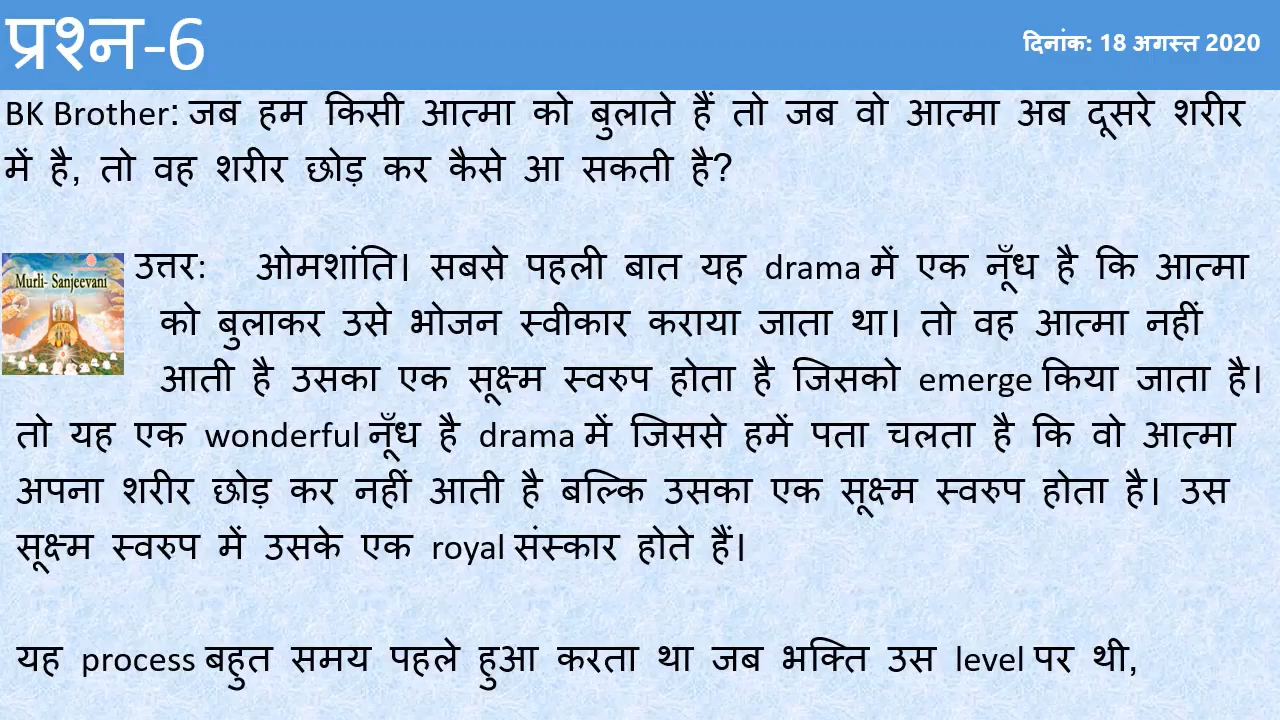 प्रश्न-6
दिनांक: 18 अगस्त 2020
BK Brother: जब हम किसी आत्मा को बुलाते हैं तो जब वो आत्मा अब दूसरे शरीर
में है, तो वह शरीर छोड़ कर कैसे आ सकती है?
Murli- Sanjeevani
उत्तर: ओमशांति। सबसे पहली बात यह drama में एक नूँध है कि आत्मा
को बुलाकर उसे भोजन स्वीकार कराया जाता था। तो वह आत्मा नहीं
आती है उसका एक सूक्ष्म स्वरुप होता है जिसको emerge किया जाता है।
तो यह एक wonderful नूँध है drama में जिससे हमें पता चलता है कि वो आत्मा
अपना शरीर छोड़ कर नहीं आती है बल्कि उसका एक सूक्ष्म स्वरुप होता है। उस
सूक्ष्म स्वरुप में उसके एक royal संस्कार होते हैं।
यह process बहुत समय पहले हुआ करता था जब भक्ति उस level पर थी,